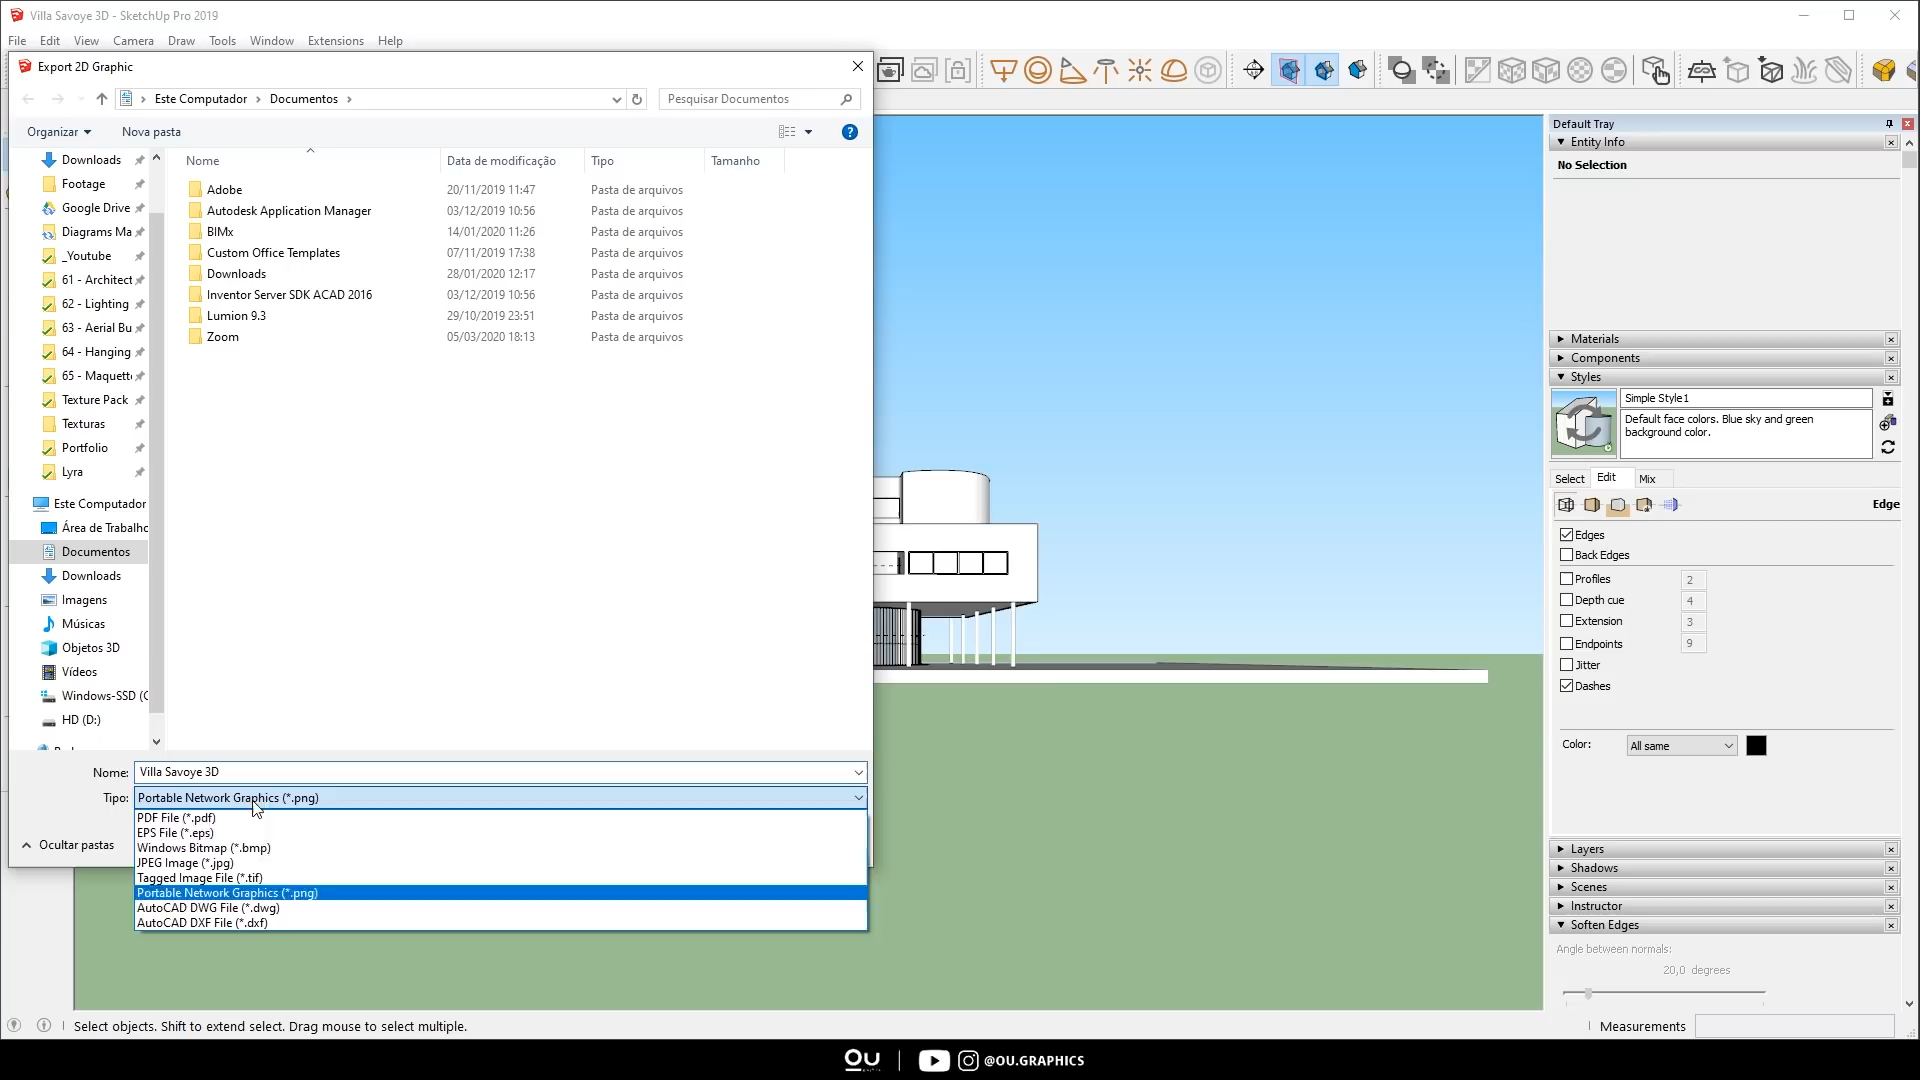 Villa Savoye 3D - SketchUp Pro 2019
File Edit View Camera Draw Tools Window Extensions Help
Export 2D Graphic
Este Computador > Documentos >
Pesquisar Documentos
Organizar Nova pasta
Nome Data de modificação Tipo Tamanho
Downloads
Footage
Google Drive
Diagrams Ma
_Youtube
61 - Architect
62 - Lighting
63 - Aerial Bu
64 - Hanging
65 - Maquett
Texture Pack
Texturas
Portfolio
Lyra
Este Computador
Área de Trabalho
Documentos
Downloads
Imagens
Músicas
Objetos 3D
Vídeos
Windows-SSD (C
HD (D:)
Adobe 20/11/2019 11:47 Pasta de arquivos
Autodesk Application Manager 03/12/2019 10:56 Pasta de arquivos
BIMx 14/01/2020 11:26 Pasta de arquivos
Custom Office Templates 07/11/2019 17:38 Pasta de arquivos
Downloads 28/01/2020 12:17 Pasta de arquivos
Inventor Server SDK ACAD 2016 03/12/2019 10:56 Pasta de arquivos
Lumion 9.3 29/10/2019 23:51 Pasta de arquivos
Zoom 05/03/2020 18:13 Pasta de arquivos
Nome: Villa Savoye 3D
Tipo: Portable Network Graphics (*.png)
PDF File (*.pdf)
EPS File (*.eps)
Windows Bitmap (*.bmp)
JPEG Image (*.jpg)
Tagged Image File (*.tif)
Portable Network Graphics (*.png)
AutoCAD DWG File (*.dwg)
AutoCAD DXF File (*.dxf)
Ocultar pastas
Default Tray
Entity Info
No Selection
Materials
Components
Styles
Simple Style1
Default face colors. Blue sky and green
background color.
Select Edit Mix
Edge
Edges
Back Edges
Profiles 2
Depth cue 4
Extension 3
Endpoints 9
Jitter
Dashes
Color: All same
Layers
Shadows
Scenes
Instructor
Soften Edges
Angle between normals:
20,0 degrees
Select objects. Shift to extend select. Drag mouse to select multiple.
Measurements
OU | @OU.GRAPHICS